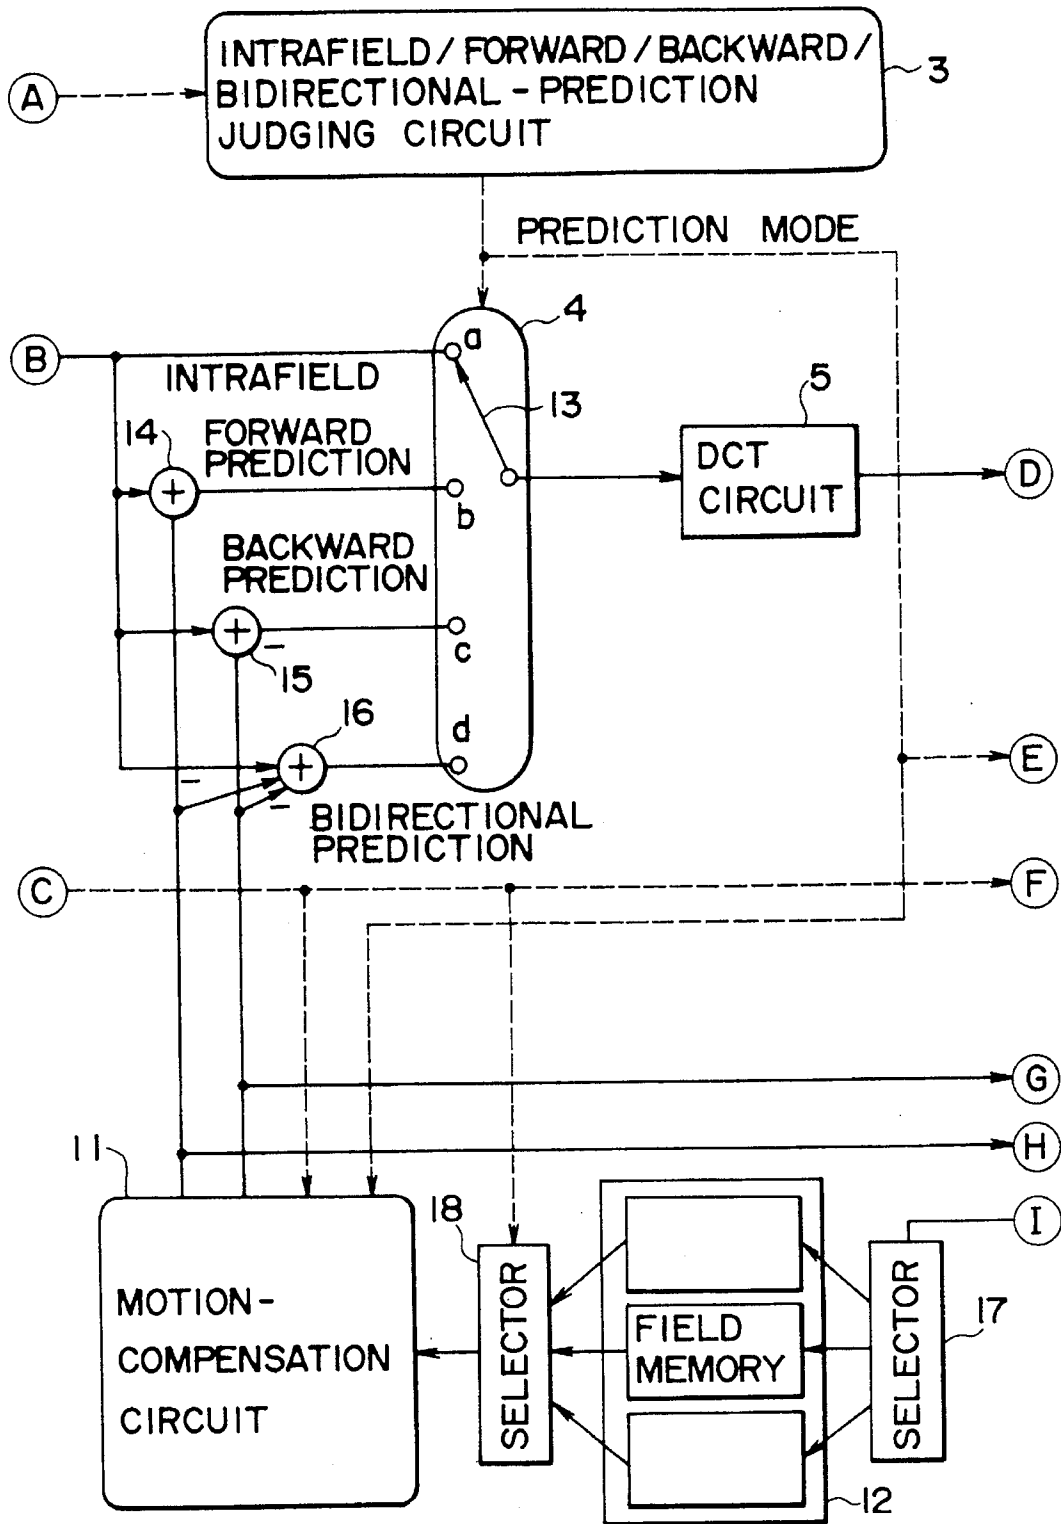 INTRAFIELD/FORWARD/BACKWARD/
BIDIRECTIONAL-PREDICTION
JUDGING CIRCUIT
3
A
PREDICTION MODE
4
B
a
INTRAFIELD
13
5
14
FORWARD
PREDICTION
DCT
CIRCUIT
D
+
b
BACKWARD
PREDICTION
+
-
c
15
16
d
+
-
-
E
BIDIRECTIONAL
PREDICTION
C
F
G
H
11
18
I
MOTION-
COMPENSATION
CIRCUIT
SELECTOR
FIELD
MEMORY
SELECTOR
17
12